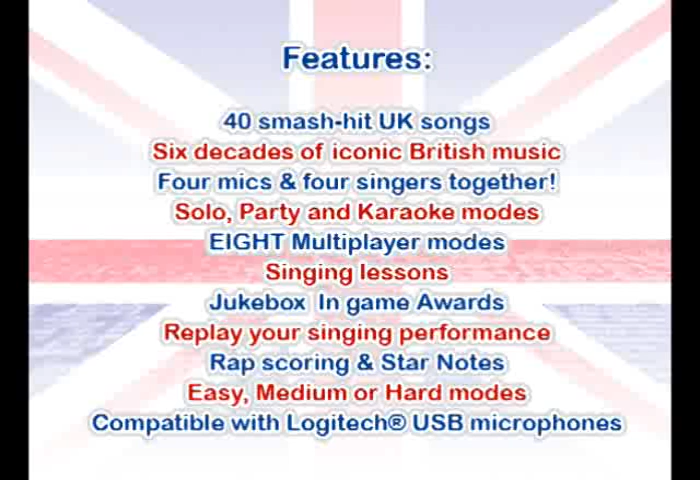 Features:
40 smash-hit UK songs
Six decades of iconic British music
Four mics & four singers together!
Solo, Party and Karaoke modes
EIGHT Multiplayer modes
Singing lessons
Jukebox In game Awards
Replay your singing performance
Rap scoring & Star Notes
Easy, Medium or Hard modes
Compatible with Logitech® USB microphones